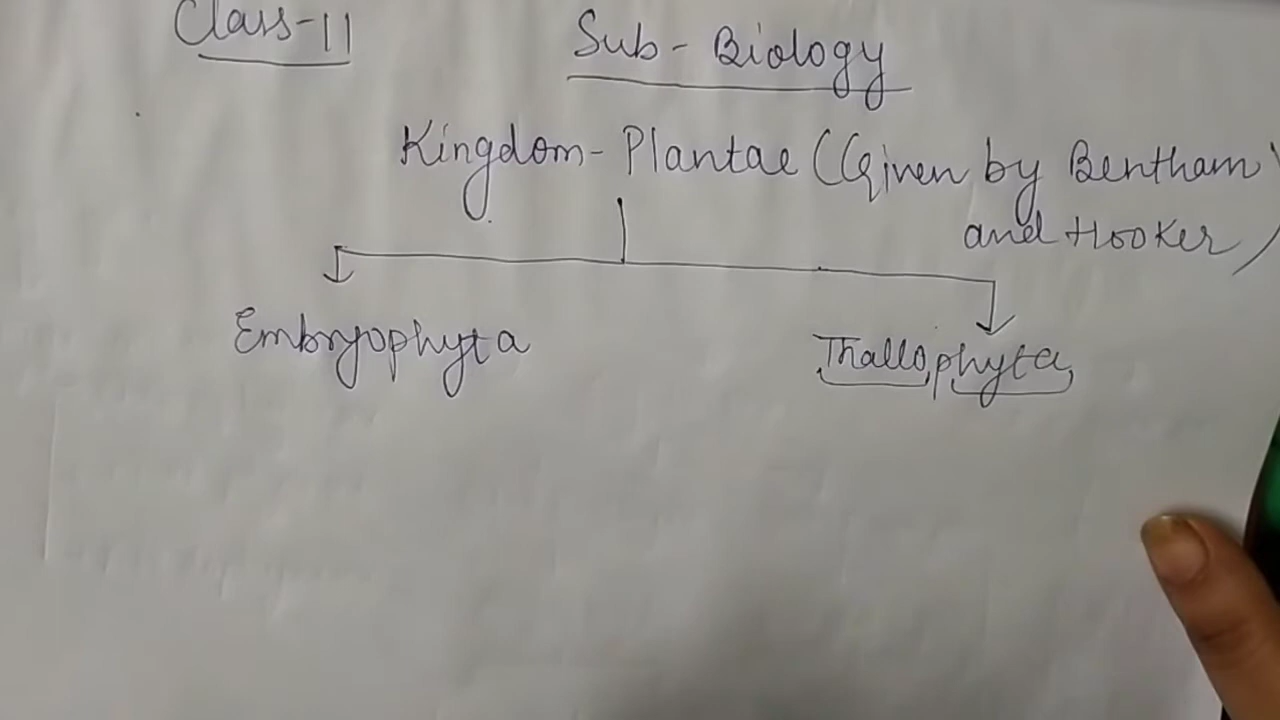 Class-11
Sub-Biology
Kingdom-Plantae (Given by Bentham
and Hooker)
Embryophyta
Thallophyta